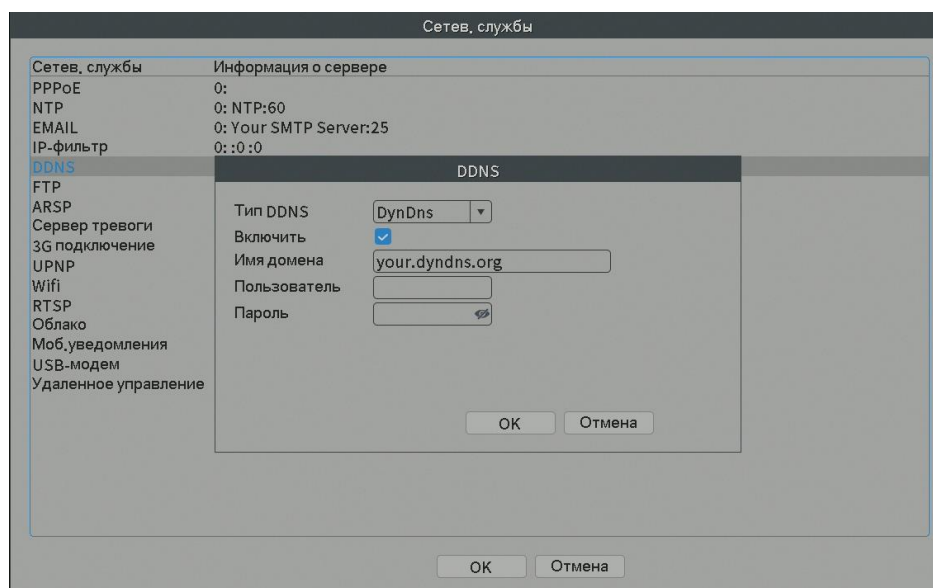 Сетев. службы
Сетев. службы Информация о сервере
PPPoE 0:
NTP 0: NTP:60
EMAIL 0: Your SMTP Server:25
IP-фильтр 0: :0 :0
DDNS
FTP
ARSP
Сервер тревоги
3G подключение
UPNP
Wifi
RTSP
Облако
Моб.уведомления
USB-модем
Удаленное управление
DDNS
Тип DDNS DynDns
Включить
Имя домена your.dyndns.org
Пользователь
Пароль
OK Отмена
OK Отмена